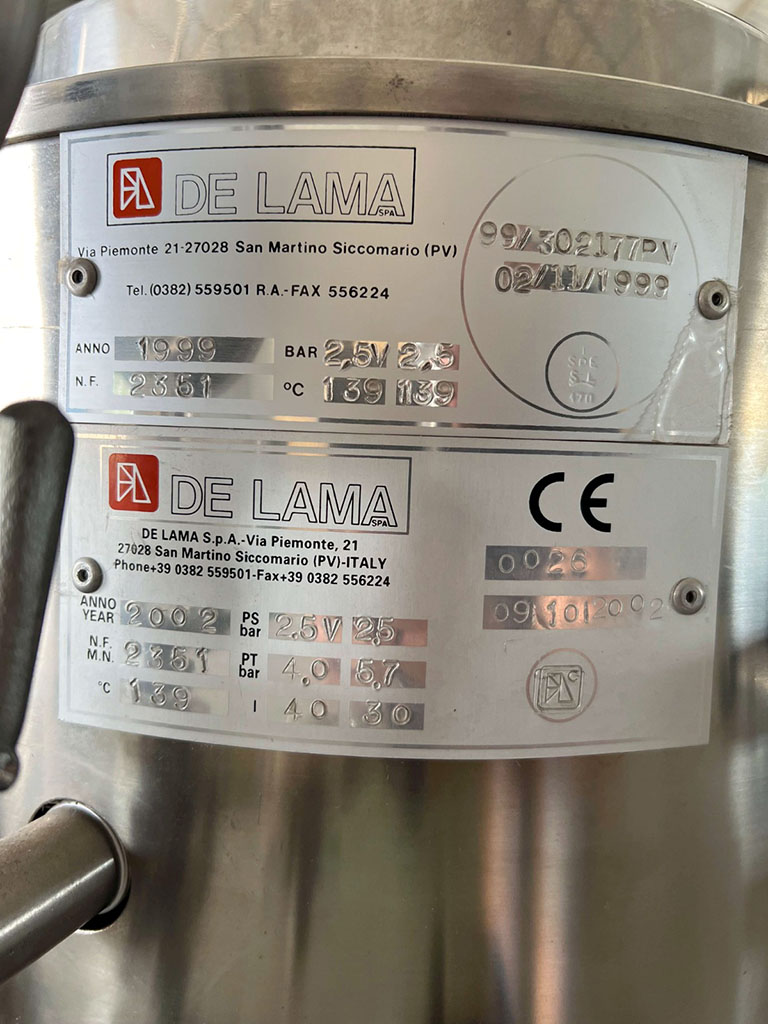 DE LAMA SPA
Via Piemonte 21-27028 San Martino Siccomario (PV)
Tel. (0382) 559501 R.A.-FAX 556224
ANNO 1999 BAR 2,5V 2,5
N.F. 2351 °C 139 139
99/302177PV
02/11/1999
I
SPE
S.L
170
DE LAMA SPA
DE LAMA S.p.A.-Via Piemonte, 21
27028 San Martino Siccomario (PV)-ITALY
Phone+39 0382 559501-Fax+39 0382 556224
ANNO
YEAR 2002 PS
bar 2.5V 2,5
N.F.
M.N. 2351 PT
bar 4,0 5,7
°C 139 l 40 30
CE
0026
09/10/2002